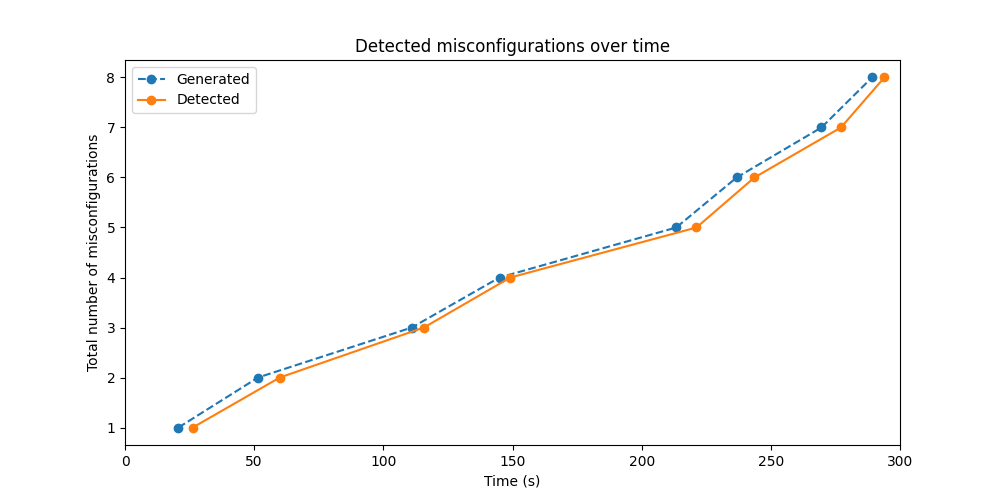 Detected misconfigurations over time
Generated
Detected
Total number of misconfigurations
8
7
6
5
4
3
2
1
0 50 100 150 200 250 300
Time (s)